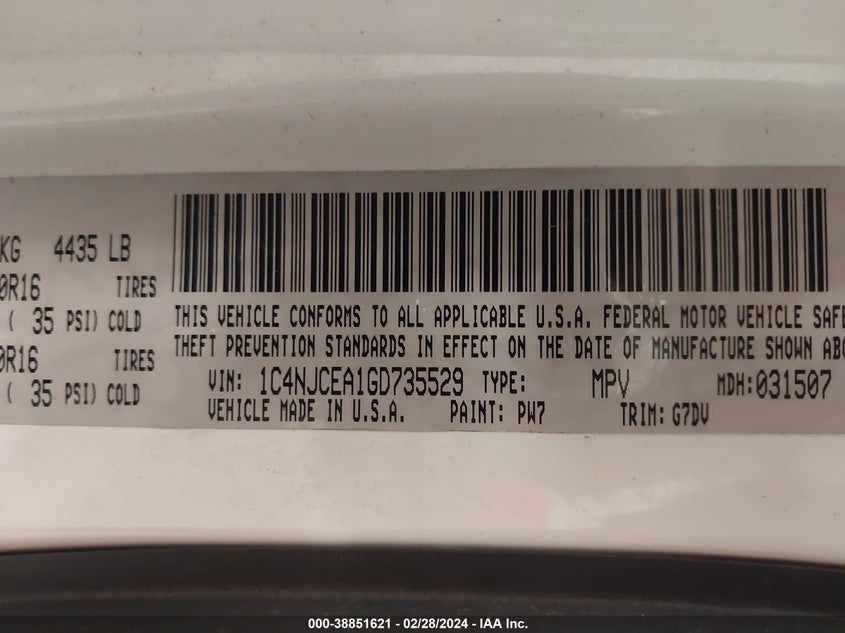 KG 4435 LB
0R16 TIRES
( 35 PSI) COLD
0R16 TIRES
( 35 PSI) COLD
THIS VEHICLE CONFORMS TO ALL APPLICABLE U.S.A. FEDERAL MOTOR VEHICLE SAFE
THEFT PREVENTION STANDARDS IN EFFECT ON THE DATE OF MANUFACTURE SHOWN ABO
VIN: 1C4NJCEA1GD735529 TYPE: MPV MDH:031507
VEHICLE MADE IN U.S.A. PAINT: PW7 TRIM: G7DV
000-38851621 - 02/28/2024 - IAA Inc.